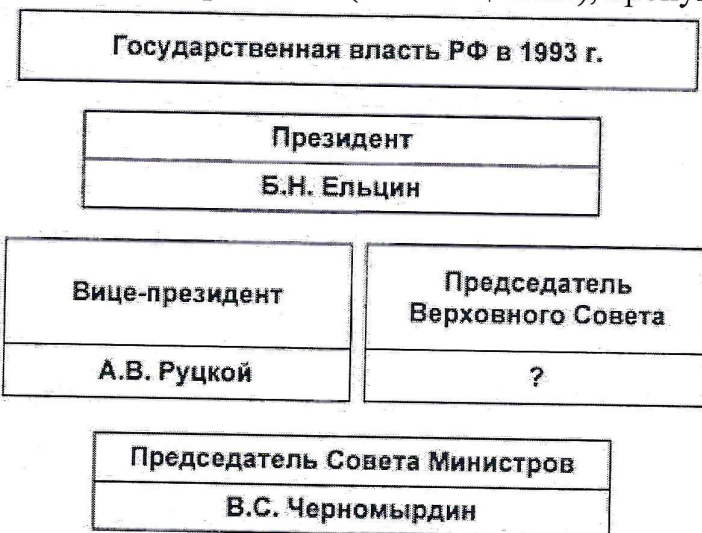 Государственная власть РФ в 1993 г.
Президент
Б.Н. Ельцин
Вице-президент
Председатель
Верховного Совета
А.В. Руцкой
?
Председатель Совета Министров
В.С. Черномырдин